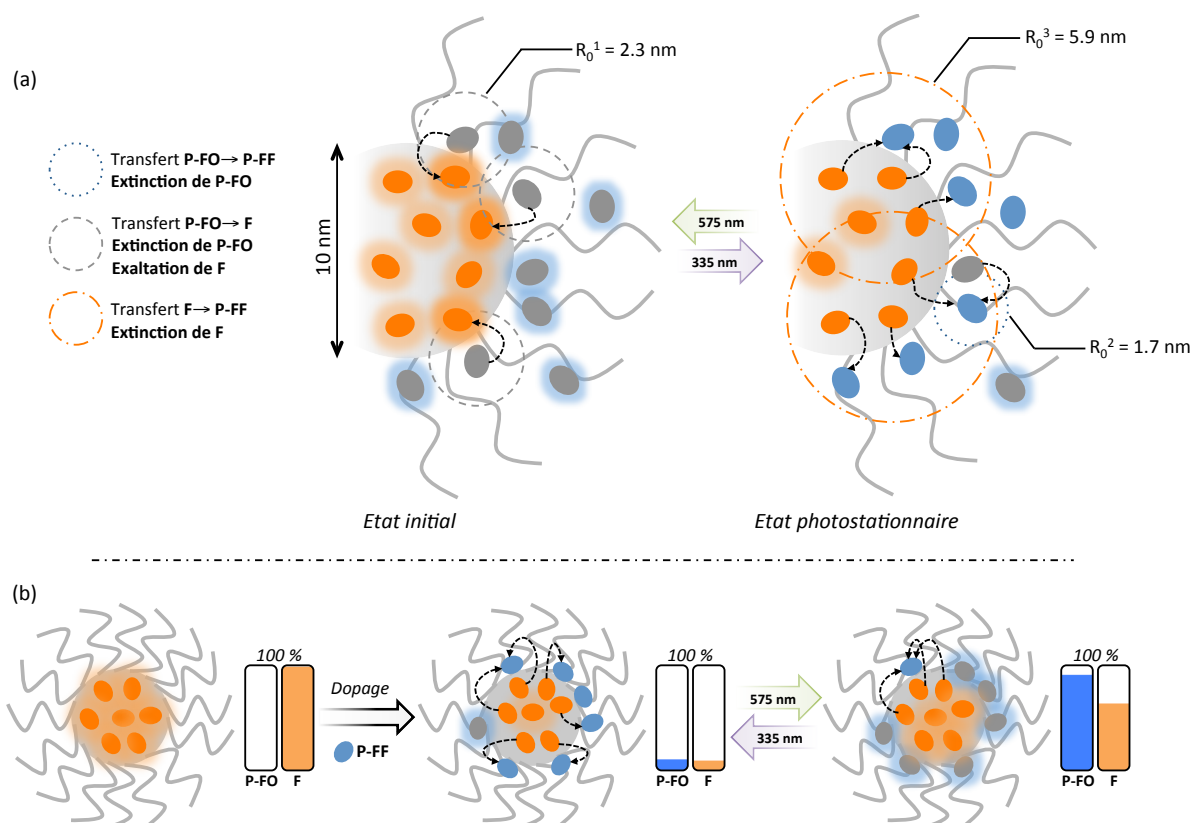 (a)
R₀¹ = 2.3 nm
R₀³ = 5.9 nm
Transfert P-FO→ P-FF
Extinction de P-FO
Transfert P-FO→ F
Extinction de P-FO
Exaltation de F
Transfert F→ P-FF
Extinction de F
10 nm
575 nm
335 nm
R₀² = 1.7 nm
Etat initial
Etat photostationnaire
(b)
100 %
P-FO F
Dopage
P-FF
100 %
P-FO F
575 nm
335 nm
100 %
P-FO F